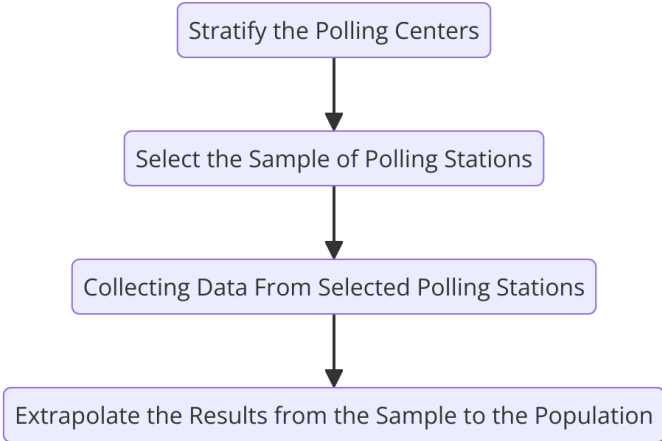 Stratify the Polling Centers
Select the Sample of Polling Stations
Collecting Data From Selected Polling Stations
Extrapolate the Results from the Sample to the Population